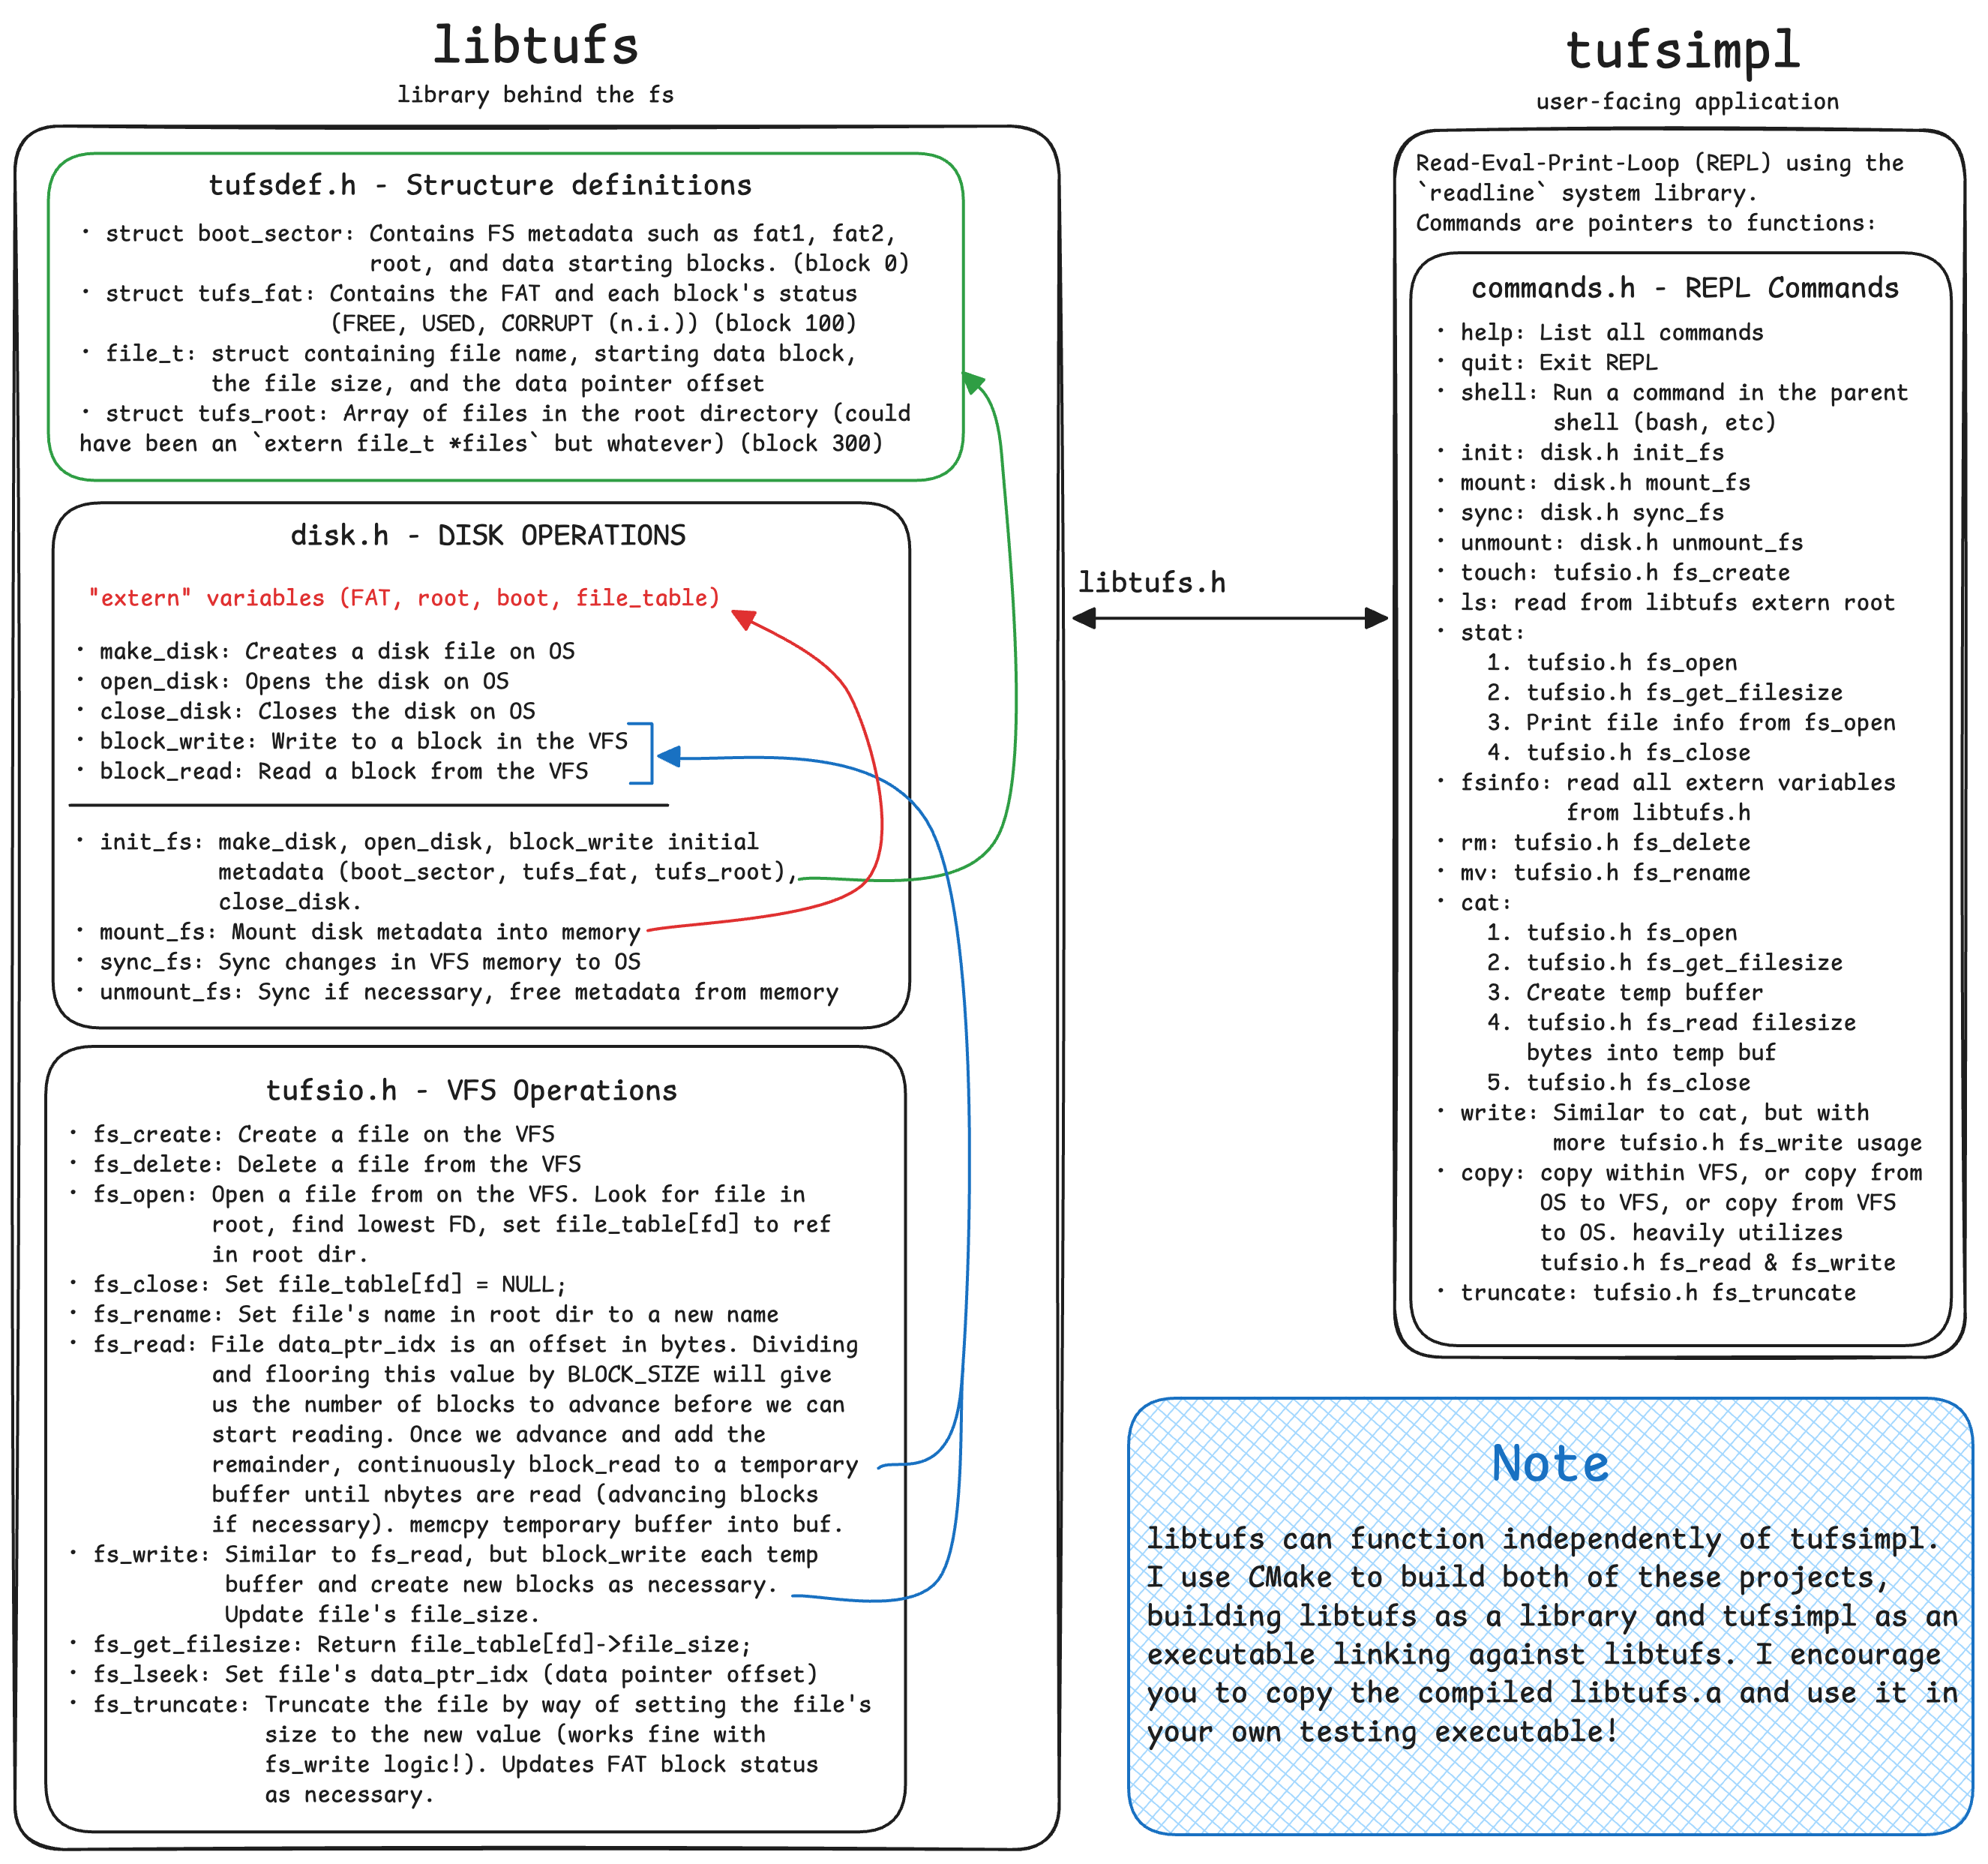 libtufs
library behind the fs
tufsdef.h - Structure definitions
· struct boot_sector: Contains FS metadata such as fat1, fat2,
root, and data starting blocks. (block 0)
· struct tufs_fat: Contains the FAT and each block's status
(FREE, USED, CORRUPT (n.i.)) (block 100)
· file_t: struct containing file name, starting data block,
the file size, and the data pointer offset
· struct tufs_root: Array of files in the root directory (could
have been an `extern file_t *files` but whatever) (block 300)
disk.h - DISK OPERATIONS
"extern" variables (FAT, root, boot, file_table)
· make_disk: Creates a disk file on OS
· open_disk: Opens the disk on OS
· close_disk: Closes the disk on OS
· block_write: Write to a block in the VFS
· block_read: Read a block from the VFS
· init_fs: make_disk, open_disk, block_write initial
metadata (boot_sector, tufs_fat, tufs_root),
close_disk.
· mount_fs: Mount disk metadata into memory
· sync_fs: Sync changes in VFS memory to OS
· unmount_fs: Sync if necessary, free metadata from memory
tufsio.h - VFS Operations
· fs_create: Create a file on the VFS
· fs_delete: Delete a file from the VFS
· fs_open: Open a file from on the VFS. Look for file in
root, find lowest FD, set file_table[fd] to ref
in root dir.
· fs_close: Set file_table[fd] = NULL;
· fs_rename: Set file's name in root dir to a new name
· fs_read: File data_ptr_idx is an offset in bytes. Dividing
and flooring this value by BLOCK_SIZE will give
us the number of blocks to advance before we can
start reading. Once we advance and add the
remainder, continuously block_read to a temporary
buffer until nbytes are read (advancing blocks
if necessary). memcpy temporary buffer into buf.
· fs_write: Similar to fs_read, but block_write each temp
buffer and create new blocks as necessary.
Update file's file_size.
· fs_get_filesize: Return file_table[fd]->file_size;
· fs_lseek: Set file's data_ptr_idx (data pointer offset)
· fs_truncate: Truncate the file by way of setting the file's
size to the new value (works fine with
fs_write logic!). Updates FAT block status
as necessary.
libtufs.h
tufsimpl
user-facing application
Read-Eval-Print-Loop (REPL) using the
`readline` system library.
Commands are pointers to functions:
commands.h - REPL Commands
· help: List all commands
· quit: Exit REPL
· shell: Run a command in the parent
shell (bash, etc)
· init: disk.h init_fs
· mount: disk.h mount_fs
· sync: disk.h sync_fs
· unmount: disk.h unmount_fs
· touch: tufsio.h fs_create
· ls: read from libtufs extern root
· stat:
1. tufsio.h fs_open
2. tufsio.h fs_get_filesize
3. Print file info from fs_open
4. tufsio.h fs_close
· fsinfo: read all extern variables
from libtufs.h
· rm: tufsio.h fs_delete
· mv: tufsio.h fs_rename
· cat:
1. tufsio.h fs_open
2. tufsio.h fs_get_filesize
3. Create temp buffer
4. tufsio.h fs_read filesize
bytes into temp buf
5. tufsio.h fs_close
· write: Similar to cat, but with
more tufsio.h fs_write usage
· copy: copy within VFS, or copy from
OS to VFS, or copy from VFS
to OS. heavily utilizes
tufsio.h fs_read & fs_write
· truncate: tufsio.h fs_truncate
Note
libtufs can function independently of tufsimpl.
I use CMake to build both of these projects,
building libtufs as a library and tufsimpl as an
executable linking against libtufs. I encourage
you to copy the compiled libtufs.a and use it in
your own testing executable!